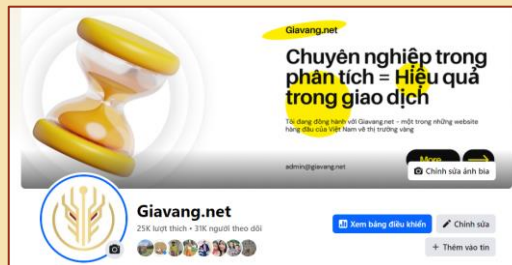 Giavang.net
Chuyên nghiệp trong
phân tích = Hiệu quả
trong giao dịch
Tôi đang đồng hành với Giavang.net - một trong những website
hàng đầu của Việt Nam về thị trường vàng
admin@giavang.net
More
Chỉnh sửa ảnh bìa
Giavang.net
25K lượt thích • 31K người theo dõi
Xem bảng điều khiển
Chỉnh sửa
+ Thêm vào tin